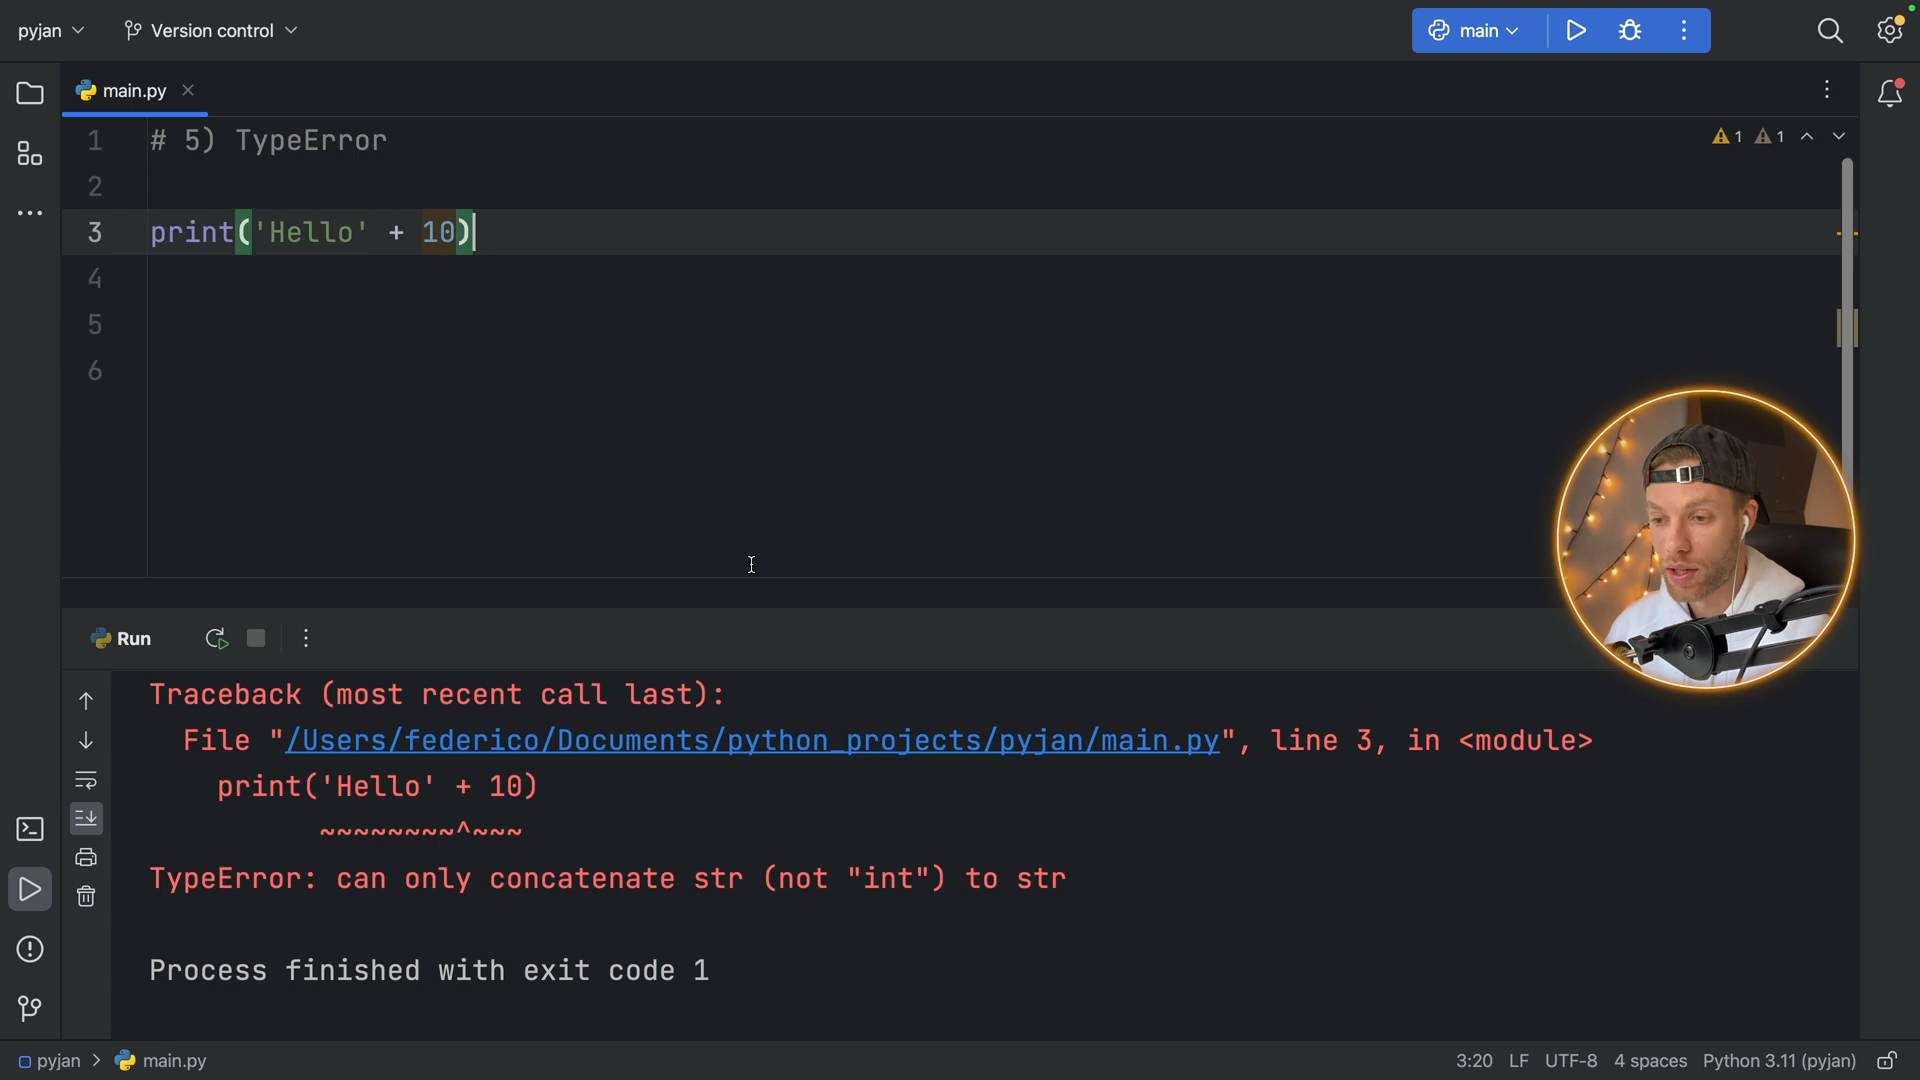 pyjan
Version control
main
main.py
1 1
1 # 5) TypeError
2
3 print('Hello' + 10)
4
5
6
Run
Traceback (most recent call last):
File "/Users/federico/Documents/python_projects/pyjan/main.py", line 3, in <module>
print('Hello' + 10)
~~~~~~~~^~~~
TypeError: can only concatenate str (not "int") to str
Process finished with exit code 1
pyjan > main.py
3:20 LF UTF-8 4 spaces Python 3.11 (pyjan)